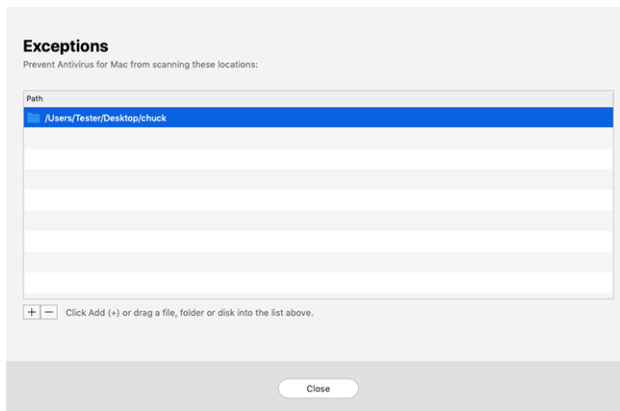 Exceptions
Prevent Antivirus for Mac from scanning these locations:
Path
/Users/Tester/Desktop/chuck
+ − Click Add (+) or drag a file, folder or disk into the list above.
Close